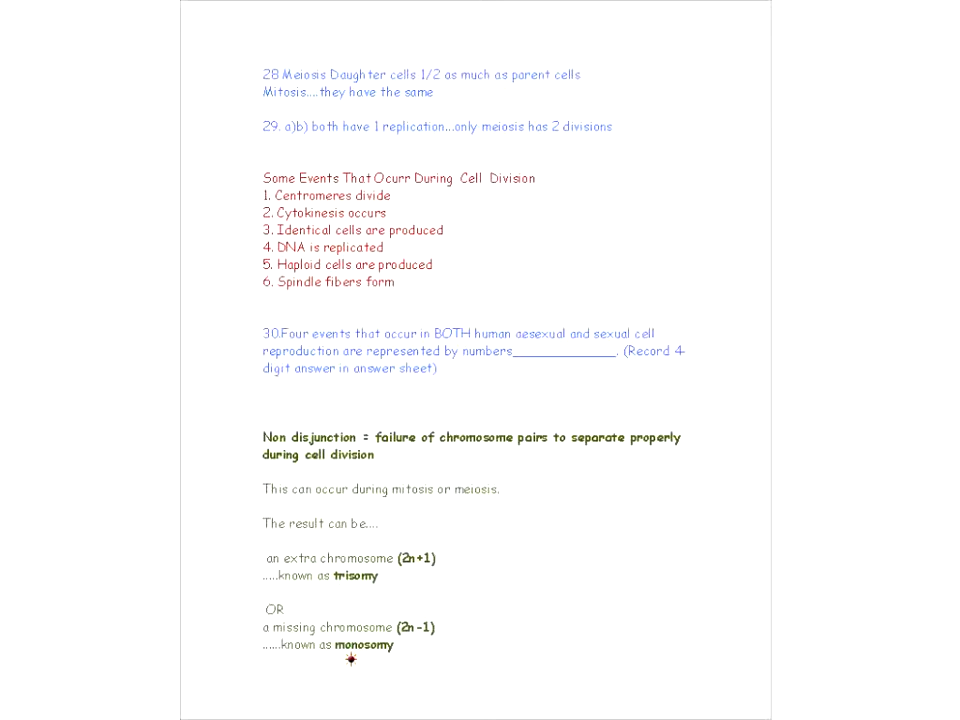 28 Meiosis Daughter cells 1/2 as much as parent cells
Mitosis....they have the same
29. a)b) both have 1 replication...only meiosis has 2 divisions
Some Events That Ocurr During Cell Division
1. Centromeres divide
2. Cytokinesis occurs
3. Identical cells are produced
4. DNA is replicated
5. Haploid cells are produced
6. Spindle fibers form
30.Four events that occur in BOTH human aesexual and sexual cell
reproduction are represented by numbers______________. (Record 4-
digit answer in answer sheet)
Non disjunction = failure of chromosome pairs to separate properly
during cell division
This can occur during mitosis or meiosis.
The result can be....
an extra chromosome (2n+1)
.....known as trisomy
OR
a missing chromosome (2n-1)
......known as monosomy